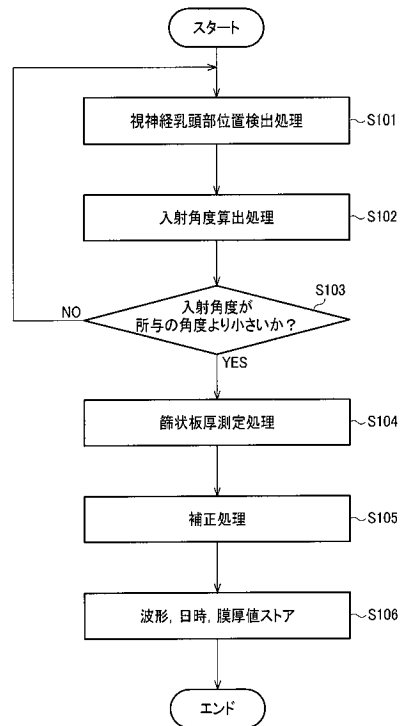 スタート
視神経乳頭部位置検出処理
S101
入射角度算出処理
S102
S103
入射角度が
所与の角度より小さいか？
NO
YES
篩状板厚測定処理
S104
補正処理
S105
波形, 日時, 膜厚値ストア
S106
エンド